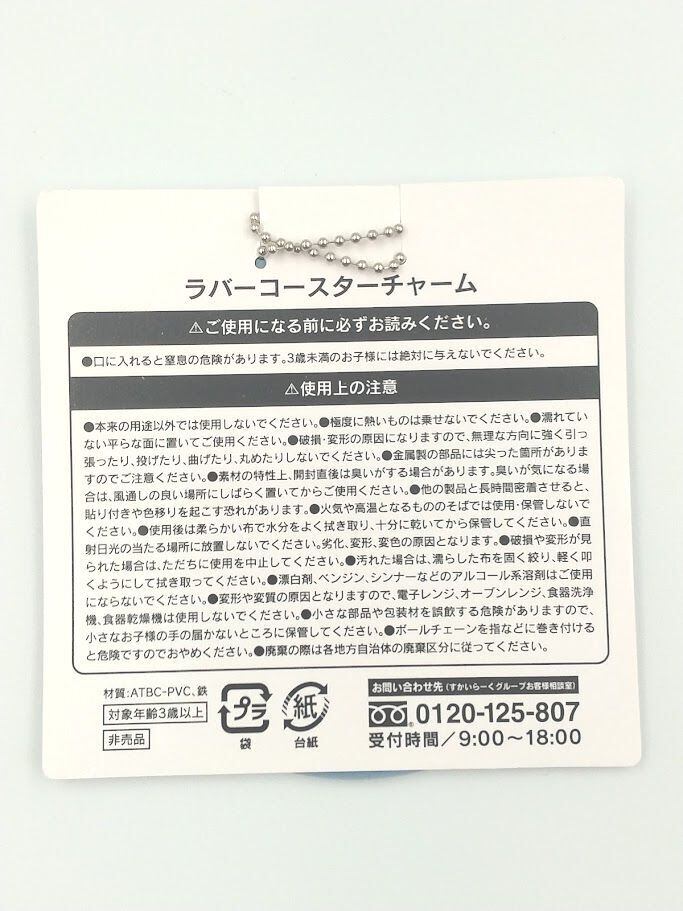 ラバーコースターチャーム
⚠ご使用になる前に必ずお読みください。
●口に入れると窒息の危険があります。3歳未満のお子様には絶対に与えないでください。
⚠使用上の注意
●本来の用途以外では使用しないでください。●極度に熱いものは乗せないでください。●濡れてい
ない平らな面に置いてご使用ください。●破損・変形の原因になりますので、無理な方向に強く引っ
張ったり、投げたり、曲げたり、丸めたりしないでください。●金属製の部品には尖った箇所がありま
すのでご注意ください。●素材の特性上、開封直後は臭いがする場合があります。臭いが気になる場
合は、風通しの良い場所にしばらく置いてからご使用ください。●他の製品と長時間密着させると、
貼り付きや色移りを起こす恐れがあります。●火気や高温となるもののそばでは使用・保管しないで
ください。●使用後は柔らかい布で水分をよく拭き取り、十分に乾いてから保管してください。●直
射日光の当たる場所に放置しないでください。劣化、変形、変色の原因となります。●破損や変形が見
られた場合は、ただちに使用を中止してください。●汚れた場合は、濡らした布を固く絞り、軽く叩
くようにして拭き取ってください。●漂白剤、ベンジン、シンナーなどのアルコール系溶剤はご使用
にならないでください。●変形や変質の原因となりますので、電子レンジ、オーブンレンジ、食器洗浄
機、食器乾燥機は使用しないでください。●小さな部品や包装材を誤飲する危険がありますので、
小さなお子様の手の届かないところに保管してください。●ボールチェーンを指などに巻き付ける
と危険ですのでおやめください。●廃棄の際は各地方自治体の廃棄区分に従ってください。
材質:ATBC-PVC、鉄
対象年齢3歳以上
非売品
プラ
袋
紙
台紙
お問い合わせ先(すかいらーくグループお客様相談室)
0120-125-807
受付時間/9:00〜18:00